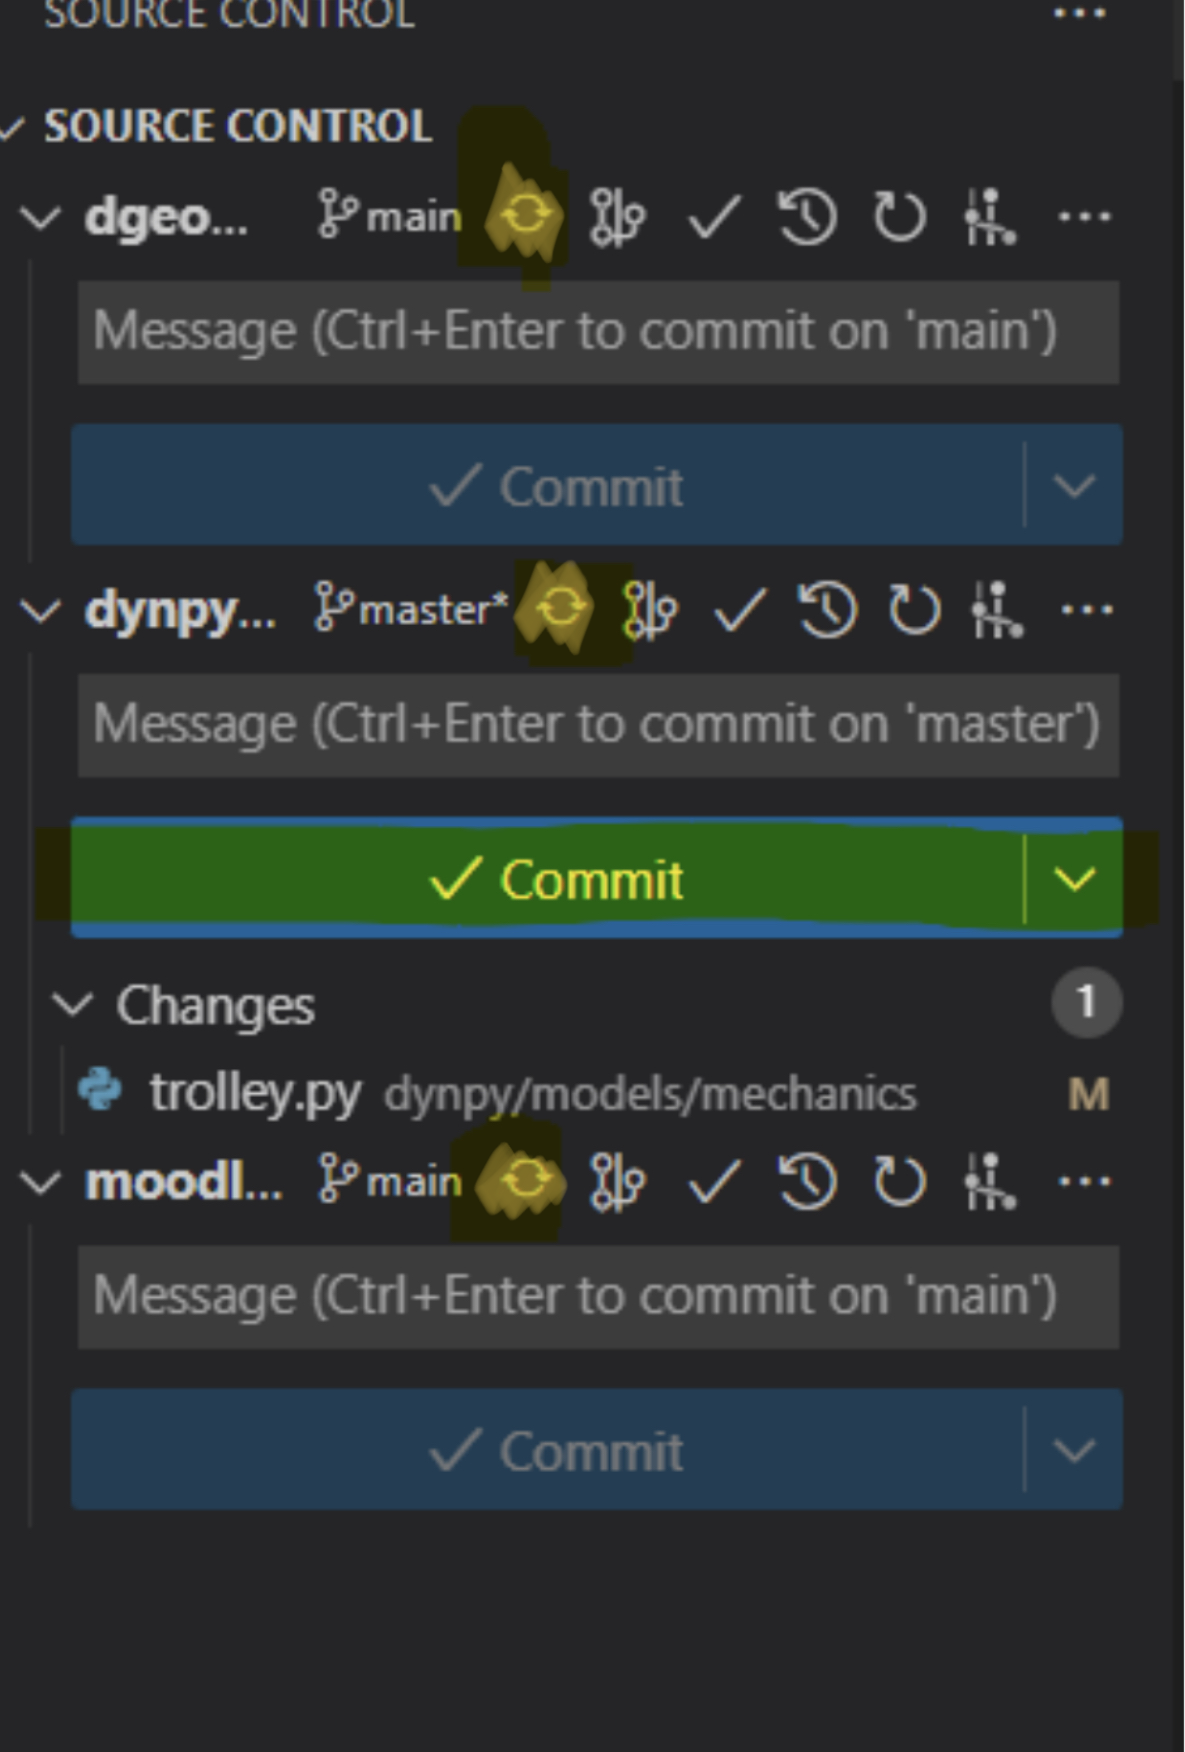 SOURCE CONTROL
SOURCE CONTROL
dgeo... main
Message (Ctrl+Enter to commit on 'main')
Commit
dynpy... master*
Message (Ctrl+Enter to commit on 'master')
Commit
Changes 1
trolley.py dynpy/models/mechanics M
moodl... main
Message (Ctrl+Enter to commit on 'main')
Commit